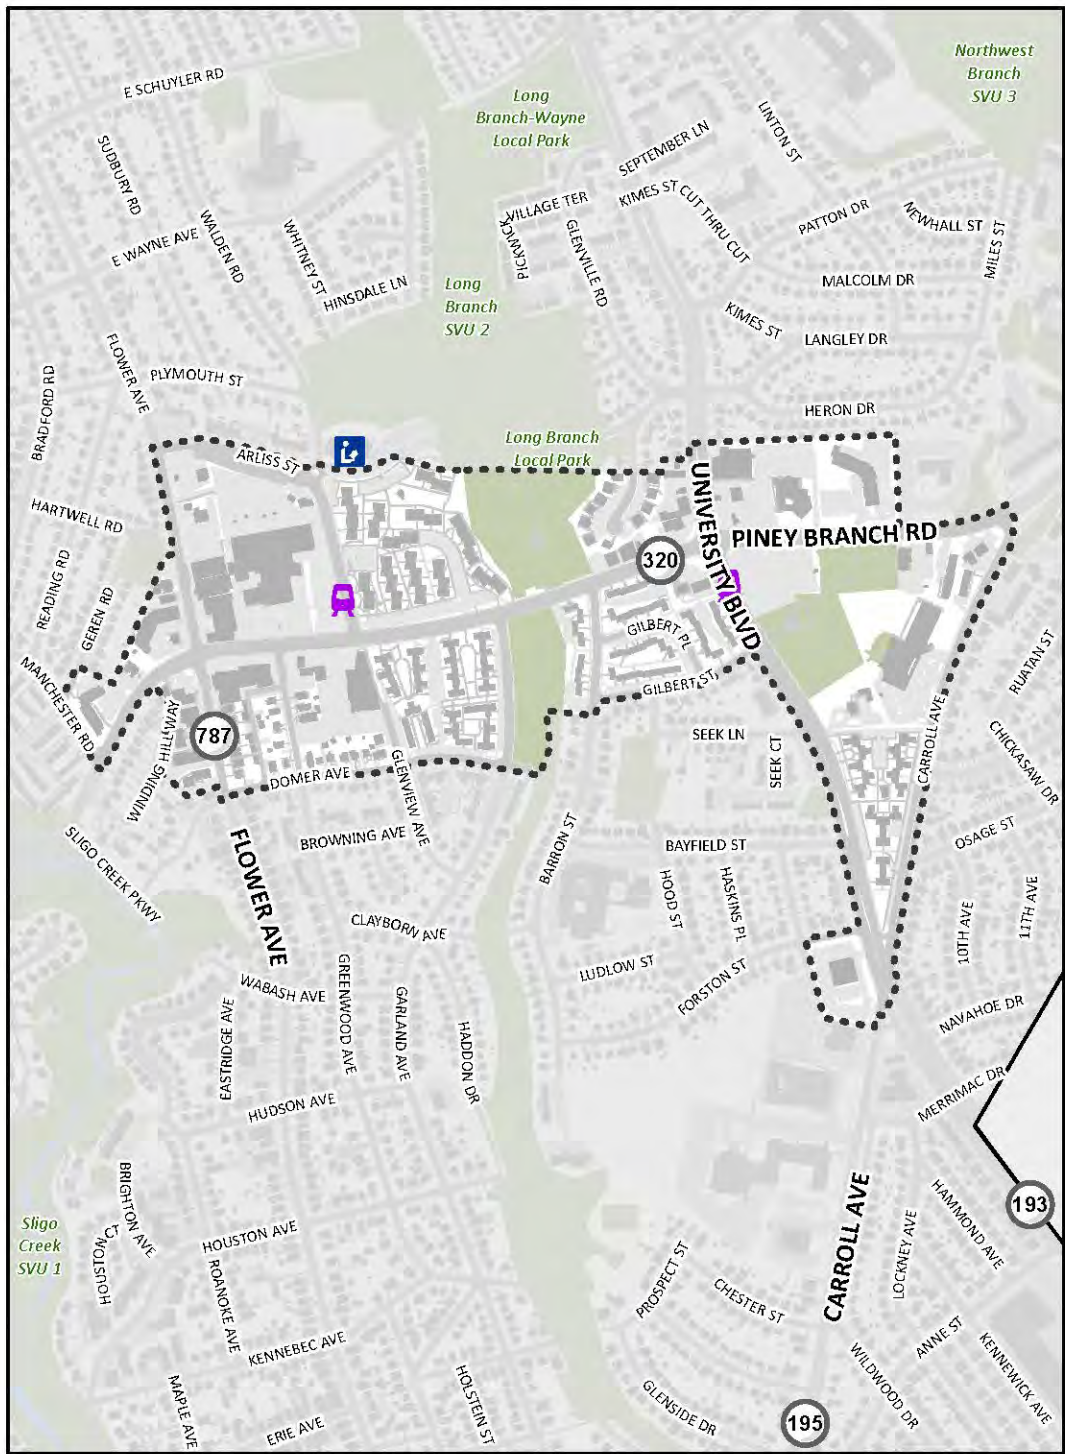 Northwest
Branch
SVU 3
E SCHUYLER RD
Long
Branch-Wayne
Local Park
LINTON ST
SEPTEMBER LN
SUDBURY RD
KIMES ST
CUT THRU CUT
VILLAGE TER
PATTON DR
NEWHALL ST
WALDEN RD
E WAYNE AVE
WHITNEY ST
PICKWICK
GLENVILLE RD
MILES ST
HINSDALE LN
MALCOLM DR
Long
Branch
SVU 2
KIMES ST
LANGLEY DR
FLOWER AVE
PLYMOUTH ST
BRADFORD RD
HERON DR
ARLISS ST
Long Branch
Local Park
HARTWELL RD
UNIVERSITY BLVD
PINEY BRANCH RD
320
READING RD
GEREN RD
GILBERT PL
RUATAN ST
MANCHESTER RD
GILBERT ST
WINDING HILL WAY
787
SEEK LN
SEEK CT
CARROLL AVE
CHICKASAW DR
DOMER AVE
GLENVIEW AVE
SLIGO CREEK PKWY
BROWNING AVE
BARRON ST
BAYFIELD ST
OSAGE ST
FLOWER AVE
HOOD ST
HASKINS PL
10TH AVE
11TH AVE
CLAYBORN AVE
LUDLOW ST
FORSTON ST
WABASH AVE
GREENWOOD AVE
GARLAND AVE
EASTRIDGE AVE
HADDON DR
NAVAHOE DR
HUDSON AVE
MERRIMAC DR
BRIGHTON AVE
CARROLL AVE
HAMMOND AVE
193
Sligo
Creek
SVU 1
HOUSTON CT
HOUSTON AVE
LOCKNEY AVE
PROSPECT ST
ROANOKE AVE
CHESTER ST
KENNEBEC AVE
ANNE ST
WILDWOOD DR
KENNEWICK AVE
MAPLE AVE
HOLSTEIN ST
GLENSIDE DR
195
ERIE AVE